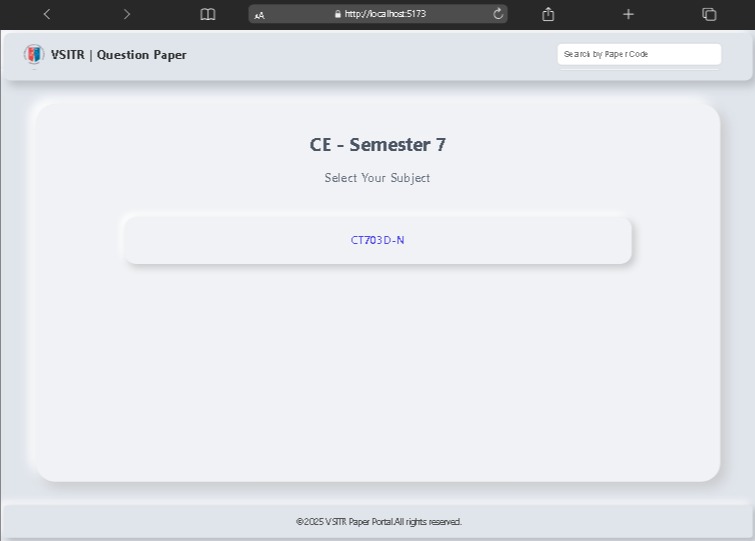 AA
http://localhost:5173
VSITR | Question Paper
Search by Paper Code
CE - Semester 7
Select Your Subject
CT703D-N
©2025 VSITR Paper Portal.All rights reserved.